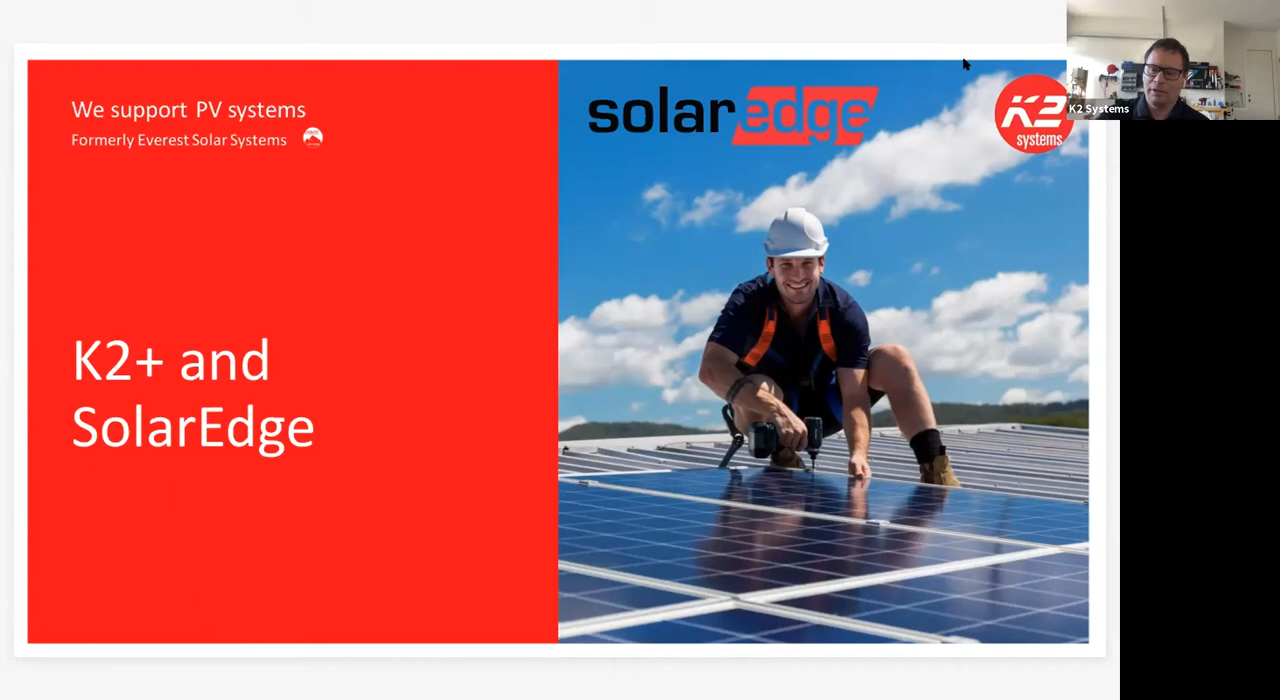 We support PV systems
Formerly Everest Solar Systems
solaredge
K2
systems
K2 Systems
K2+ and
SolarEdge